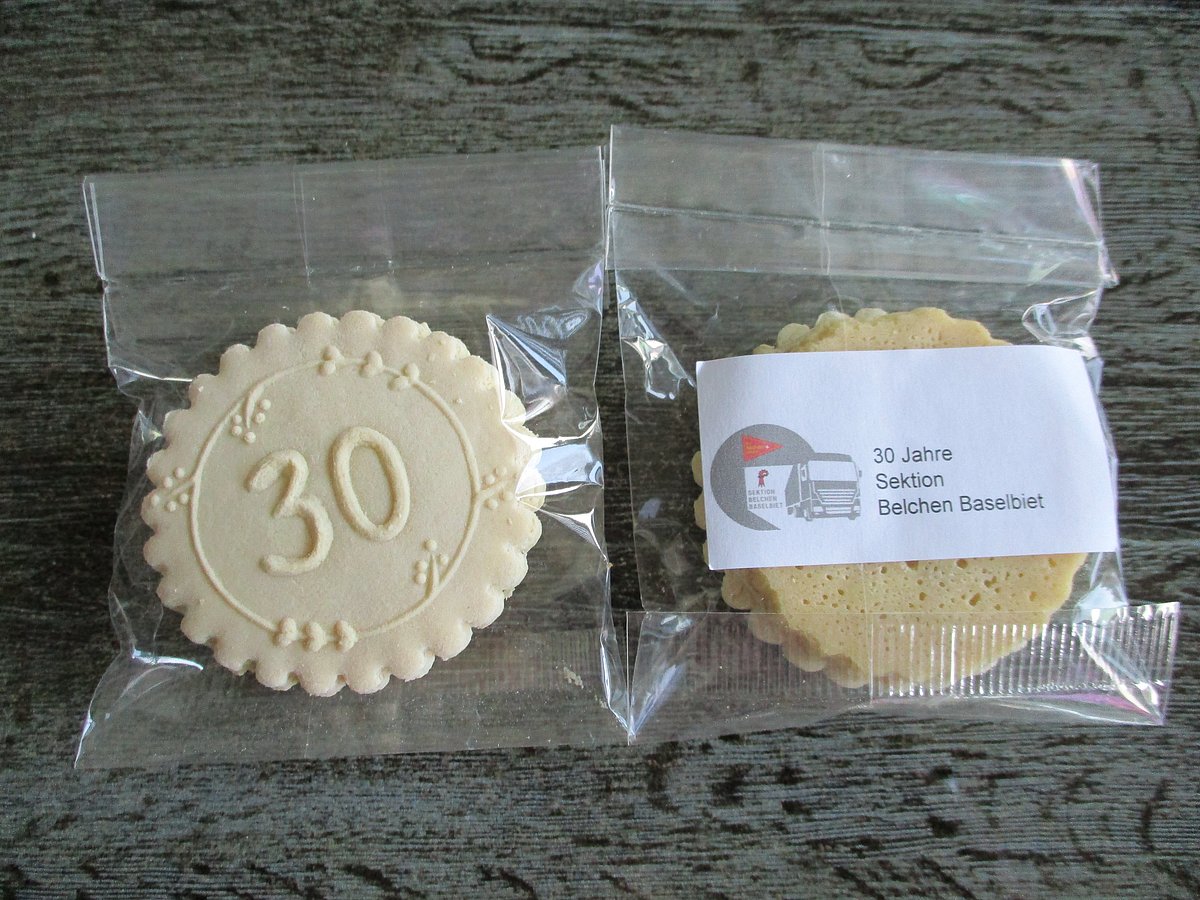 30
SEKTION
BELCHEN
BASELBIET
30 Jahre
Sektion
Belchen Baselbiet